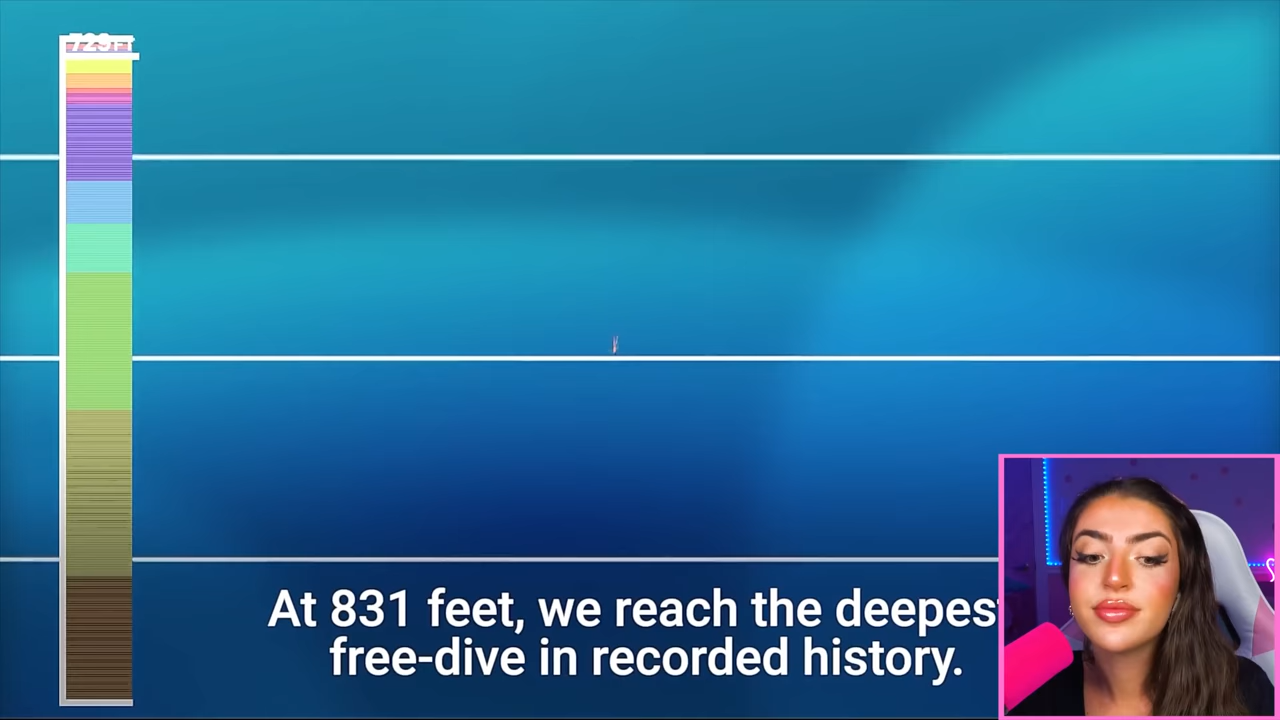 At 831 feet, we reach the deepest
free-dive in recorded history.